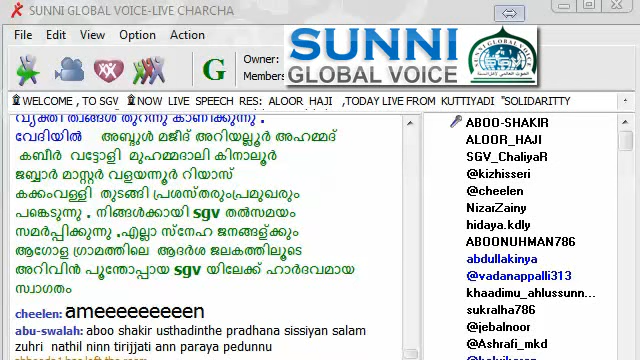 SUNNI GLOBAL VOICE-LIVE CHARCHA
File Edit View Option Action
SUNNI
GLOBAL VOICE
SUNNI GLOBAL VOICE
G Owner:
Members
WELCOME , TO SGV NOW LIVE SPEECH RES: ALOOR HAJI ,TODAY LIVE FROM KUTTIYADI "SOLIDARITTY
വേദിയിൽ അബ്ദുൾ മജീദ് അറിയല്ലൂർ അഹമ്മദ്
കബീർ വട്ടോളി മുഹമ്മദാലി കിനാലൂർ
ജബ്ബാർ മാസ്റ്റർ വളയന്നൂർ റിയാസ്
കക്കംവള്ളി തുടങ്ങി പ്രശസ്തരുംപ്രമുഖരും
പങ്കെടുന്നു . നിങ്ങൾക്കായി sgv തൽസമയം
സമർപ്പിക്കുന്നു .എല്ലാ സ്നേഹ ജനങ്ങള്ക്കും
ആഗോള ഗ്രാമത്തിലെ ആദർശ ജലകത്തിലൂടെ
അറിവിൻ പൂന്തോപ്പായ sgv യിലേക്ക് ഹാർദവമായ
സ്വാഗതം
cheelen: ameeeeeeeeen
abu-swalah: aboo shakir usthadinthe pradhana sissiyan salam
zuhri nathil ninn tirijjati ann paraya pedunnu
ABOO-SHAKIR
ALOOR_HAJI
SGV_ChaliyaR
@kizhisseri
@cheelen
NizarZainy
hidaya.kdly
ABOONUHMAN786
abdullakinya
@vadanappalli313
khaadimu_ahlussunn...
sukralha786
@jebalnoor
@Ashrafi_mkd